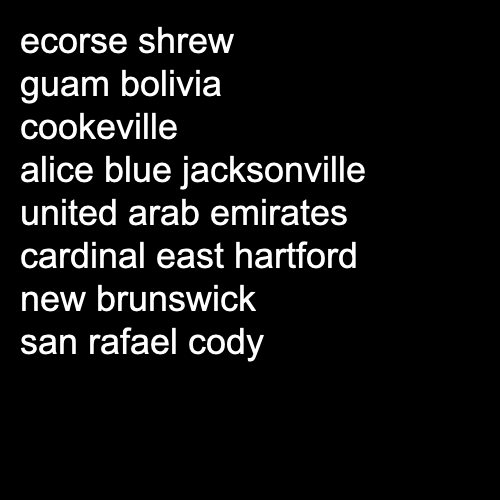 ecorse shrew
guam bolivia
cookeville
alice blue jacksonville
united arab emirates
cardinal east hartford
new brunswick
san rafael cody